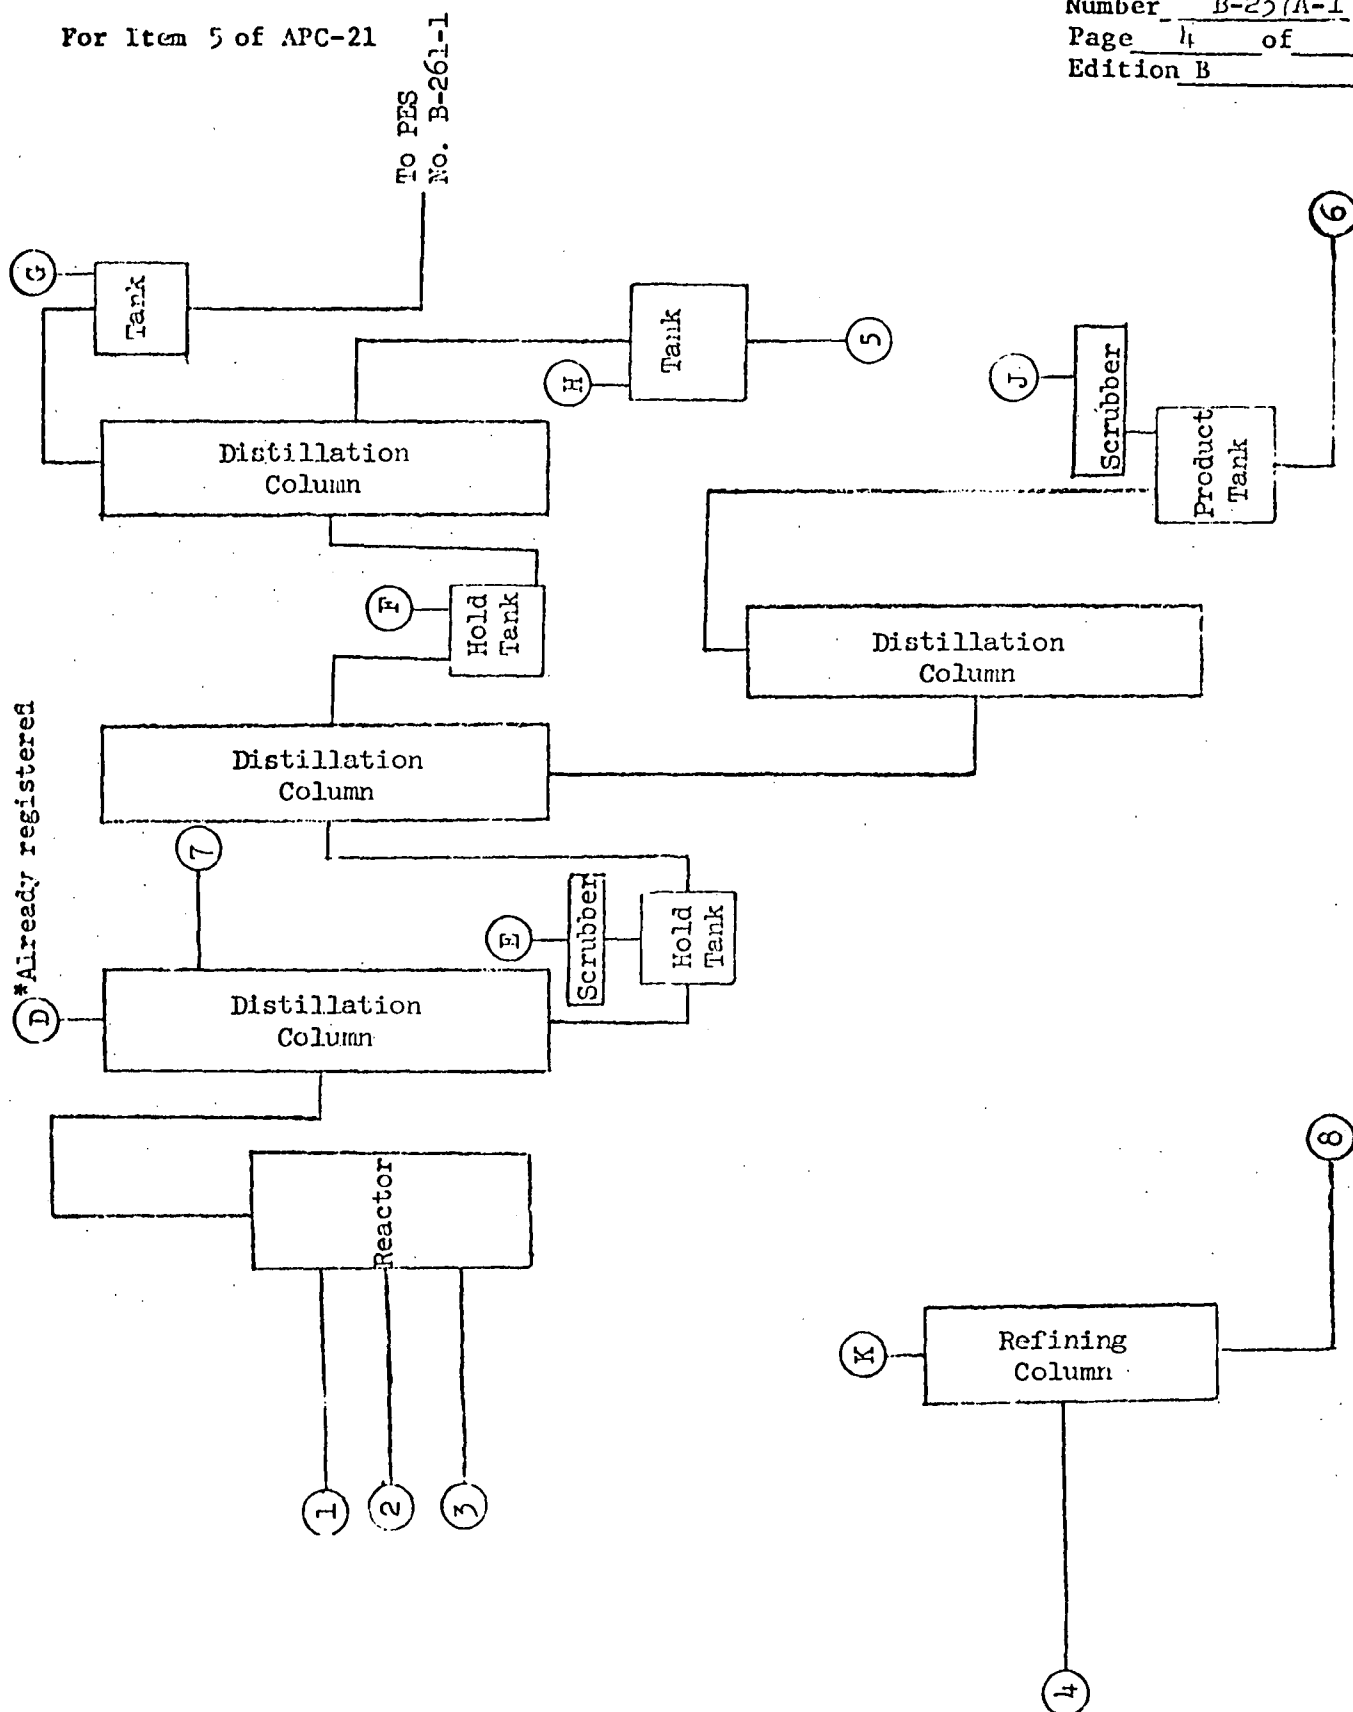 For Item 5 of APC-21
Number
Page 4 of
Edition B
To PES
No. B-261-1
G
Tank
H
Tank
5
6
J
Scrubber
Product
Tank
Distillation
Column
F
Hold
Tank
Distillation
Column
*Already registered
Distillation
Column
7
E
Scrubber
Hold
Tank
D
Distillation
Column
Reactor
8
K
Refining
Column
1
2
3
4